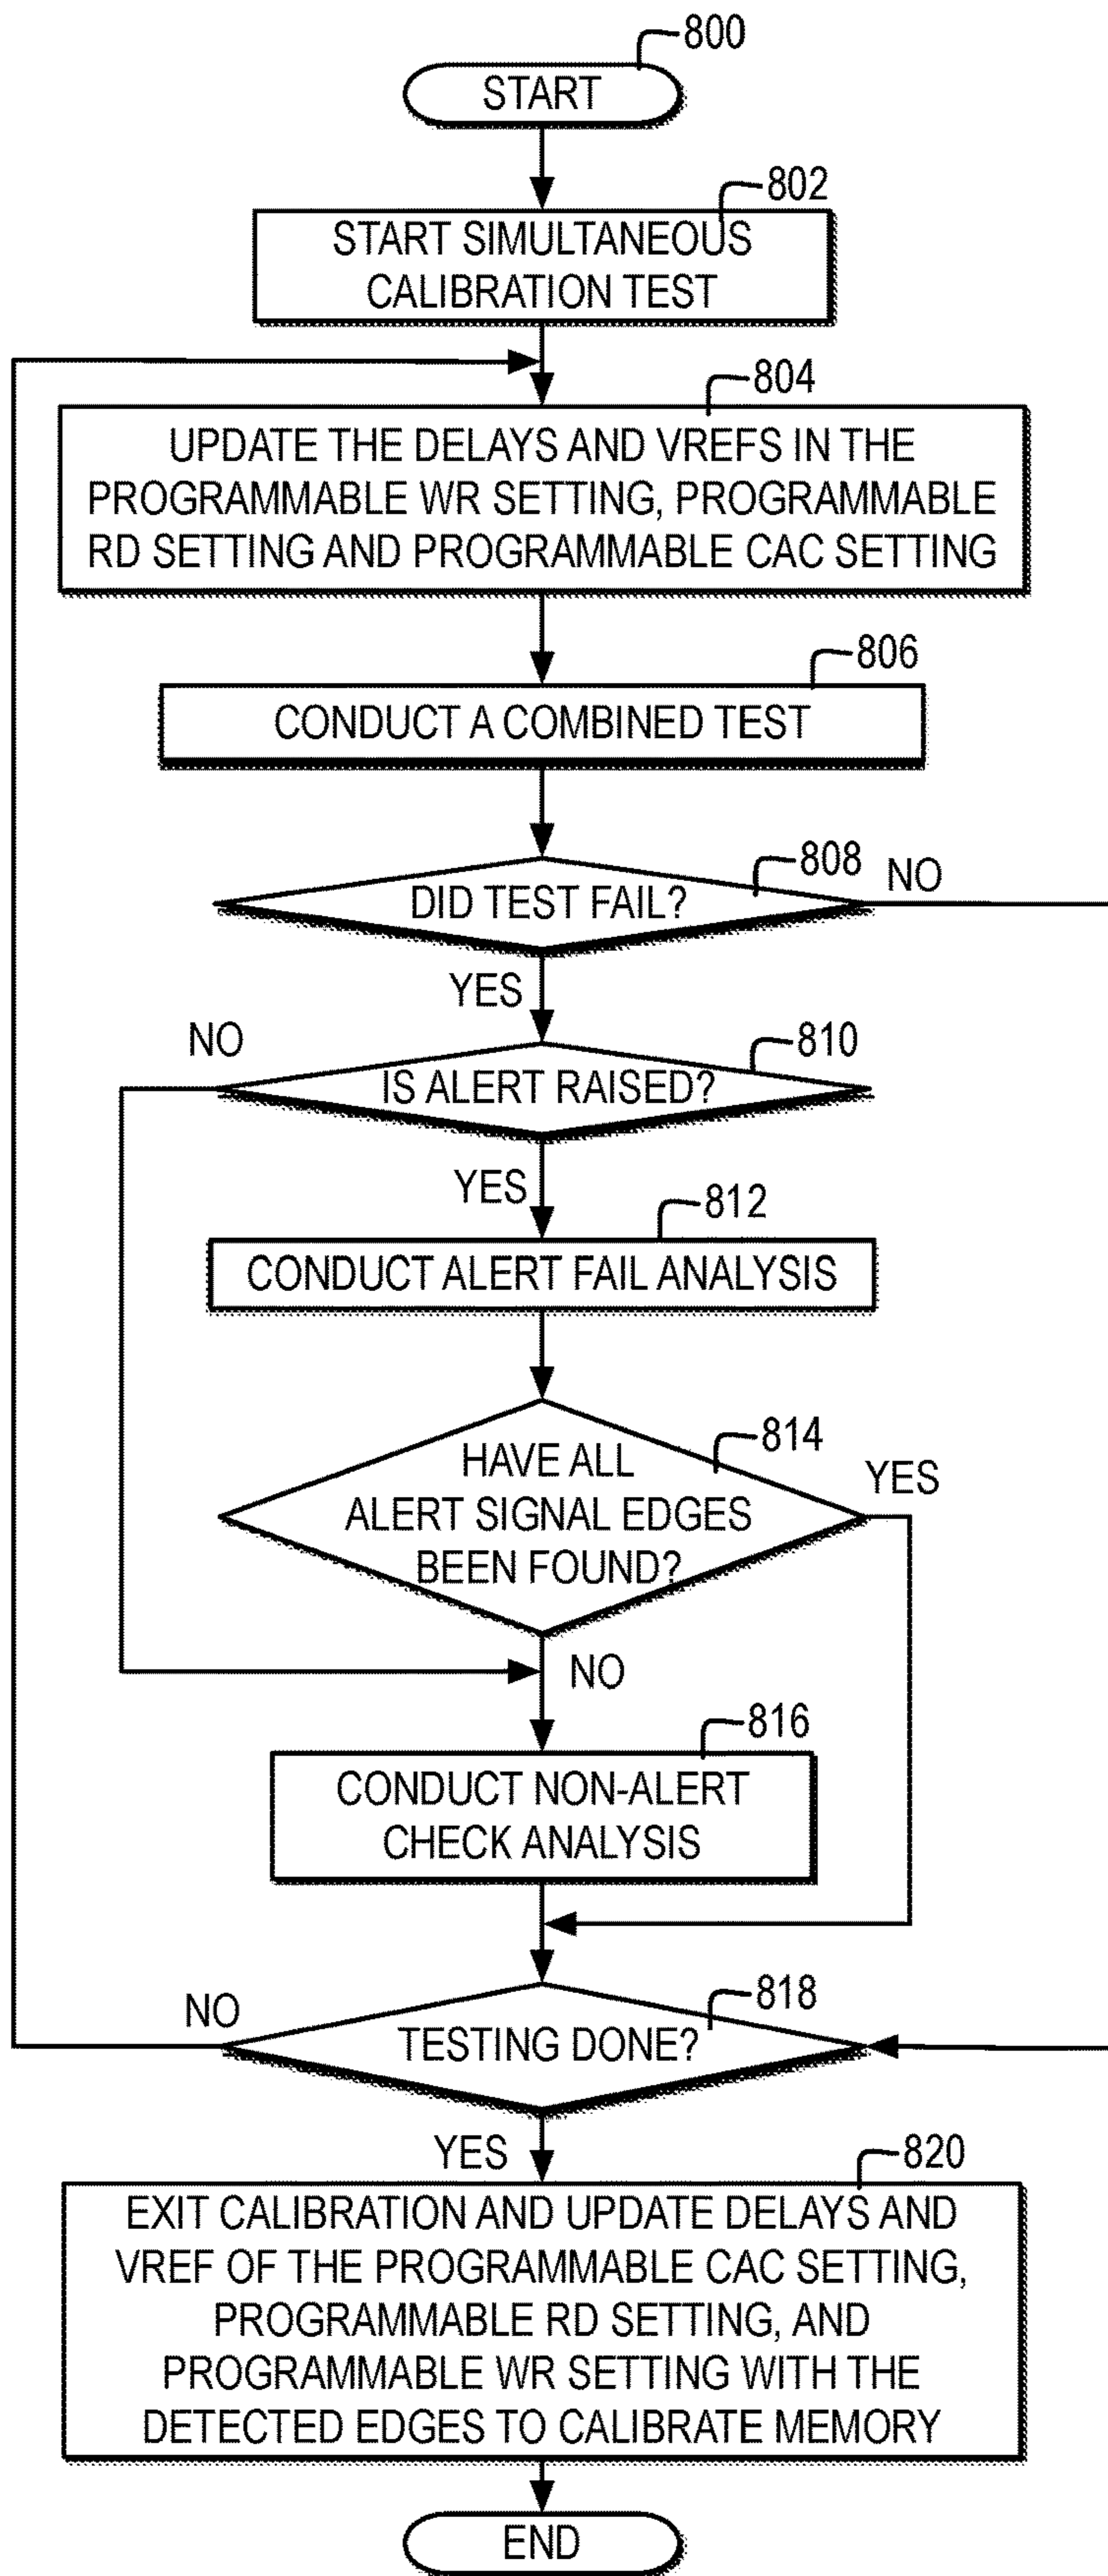 800
START
802
START SIMULTANEOUS
CALIBRATION TEST
804
UPDATE THE DELAYS AND VREFS IN THE
PROGRAMMABLE WR SETTING, PROGRAMMABLE
RD SETTING AND PROGRAMMABLE CAC SETTING
806
CONDUCT A COMBINED TEST
808
NO
DID TEST FAIL?
YES
NO
810
IS ALERT RAISED?
YES
812
CONDUCT ALERT FAIL ANALYSIS
814
HAVE ALL
YES
ALERT SIGNAL EDGES
BEEN FOUND?
NO
816
CONDUCT NON-ALERT
CHECK ANALYSIS
818
NO
TESTING DONE?
YES
820
EXIT CALIBRATION AND UPDATE DELAYS AND
VREF OF THE PROGRAMMABLE CAC SETTING,
PROGRAMMABLE RD SETTING, AND
PROGRAMMABLE WR SETTING WITH THE
DETECTED EDGES TO CALIBRATE MEMORY
END